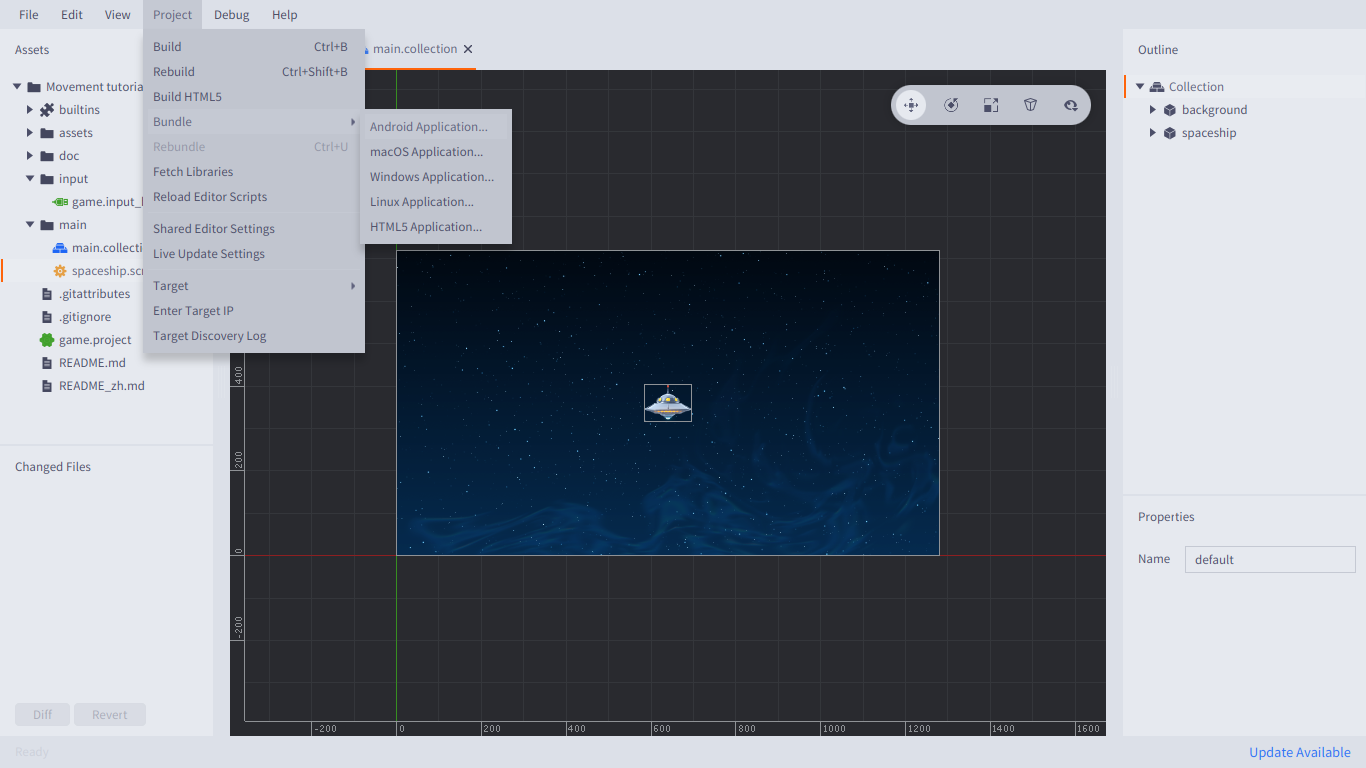 File Edit View Project Debug Help
Assets
Movement tutoria
builtins
assets
doc
input
game.input_
main
main.collecti
spaceship.scr
.gitattributes
.gitignore
game.project
README.md
README_zh.md
Changed Files
Diff Revert
Ready
Build Ctrl+B
Rebuild Ctrl+Shift+B
Build HTML5
Bundle
Rebundle Ctrl+U
Fetch Libraries
Reload Editor Scripts
Shared Editor Settings
Live Update Settings
Target
Enter Target IP
Target Discovery Log
Android Application...
macOS Application...
Windows Application...
Linux Application...
HTML5 Application...
main.collection
400
200
0
-200
-200 0 200 400 600 800 1000 1200 1400 1600
Outline
Collection
background
spaceship
Properties
Name default
Update Available